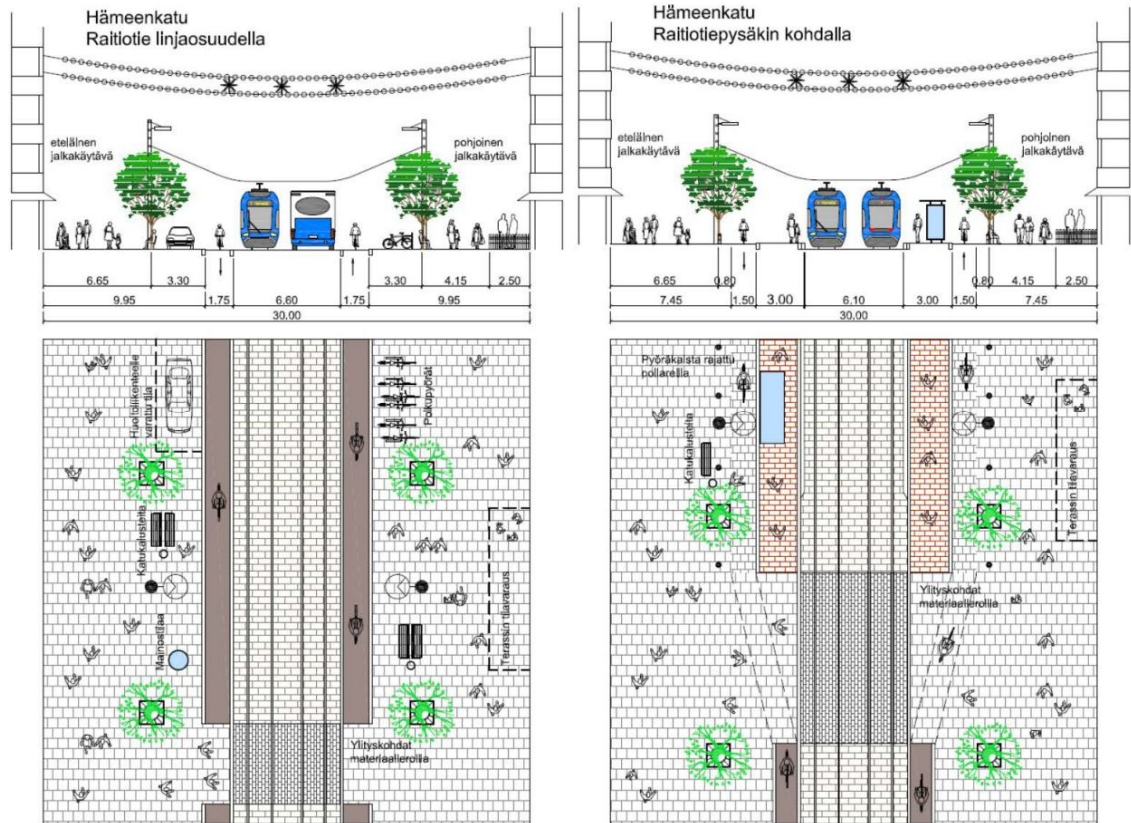 Hämeenkatu
Raitiotie linjaosuudella
eteläinen
jalkakäytävä
pohjoinen
jalkakäytävä
6.65
3.30
3.30
4.15
2.50
9.95
1.75
6.60
1.75
9.95
30.00
Huoltoliikenteelle
varattu tila
Polkupyörät
Katukalusteita
Terassin tilavaraus
Mainostilaa
Ylityskohdat
materiaalierolla
Hämeenkatu
Raitiotiepysäkin kohdalla
eteläinen
jalkakäytävä
pohjoinen
jalkakäytävä
6.65
0.80
0.80
4.15
2.50
7.45
1.50
3.00
6.10
3.00
1.50
7.45
30.00
Pyöräkaista rajattu
pollareilla
Katukalusteita
Terassin tilavaraus
Ylityskohdat
materiaalierolla